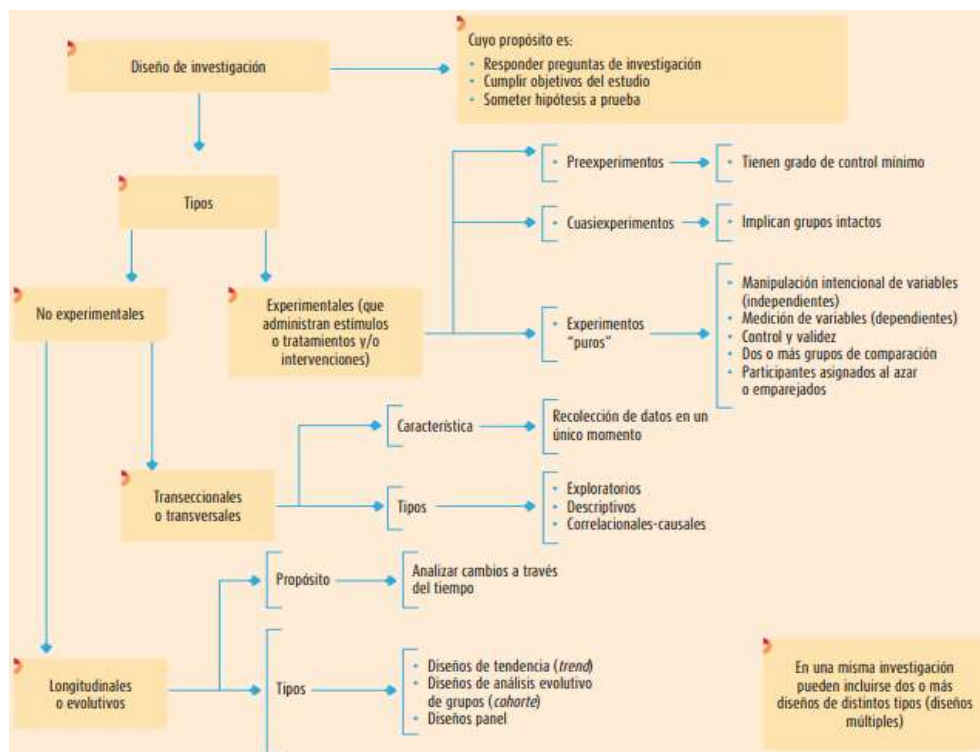 Diseño de investigación
Cuyo propósito es:
• Responder preguntas de investigación
• Cumplir objetivos del estudio
• Someter hipótesis a prueba
Tipos
• Preexperimentos
• Tienen grado de control mínimo
• Cuasiexperimentos
• Implican grupos intactos
No experimentales
Experimentales (que
administran estímulos
o tratamientos y/o
intervenciones)
• Experimentos
"puros"
• Manipulación intencional de variables
(independientes)
• Medición de variables (dependientes)
• Control y validez
• Dos o más grupos de comparación
• Participantes asignados al azar
o emparejados
Transeccionales
o transversales
Característica
Recolección de datos en un
único momento
Tipos
• Exploratorios
• Descriptivos
• Correlacionales-causales
Longitudinales
o evolutivos
Propósito
Analizar cambios a través
del tiempo
Tipos
• Diseños de tendencia (trend)
• Diseños de análisis evolutivo
de grupos (cohorte)
• Diseños panel
En una misma investigación
pueden incluirse dos o más
diseños de distintos tipos (diseños
múltiples)